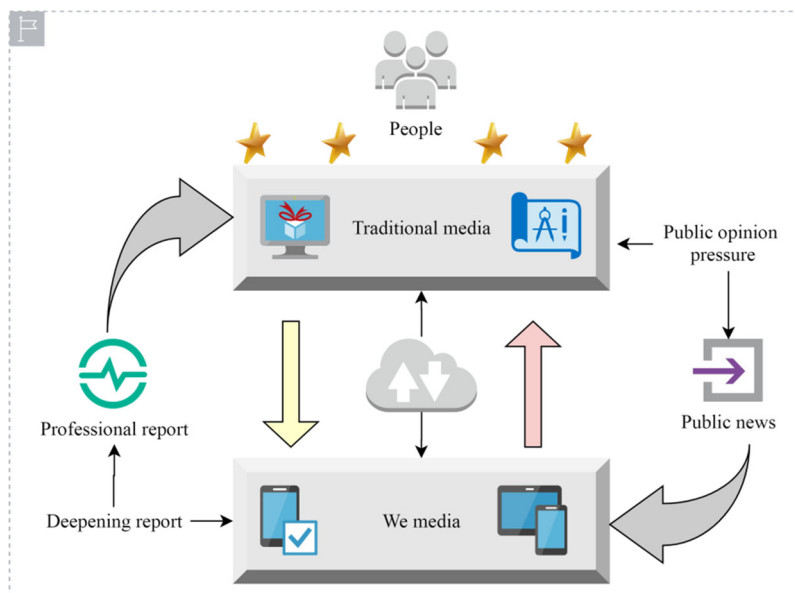 People
Traditional media
Public opinion
pressure
Professional report
Public news
Deepening report
We media